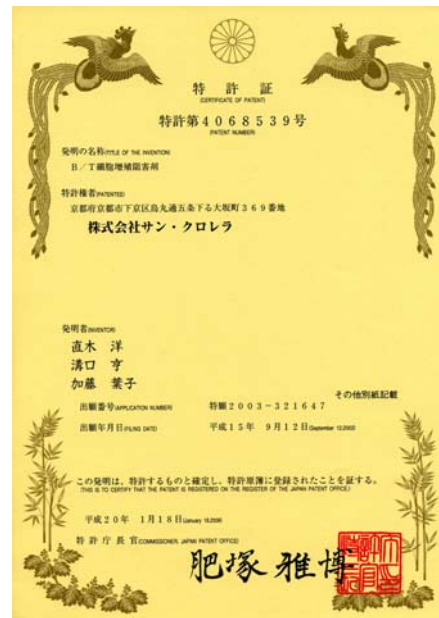 特許証
(CERTIFICATE OF PATENT)
特許第4068539号
(PATENT NUMBER)
発明の名称(TITLE OF THE INVENTION)
B/T細胞増殖阻害剤
特許権者(PATENTEE)
京都府京都市下京区烏丸通五条下る大坂町369番地
株式会社サン・クロレラ
発明者(INVENTOR)
直木 洋
溝口 亨
加藤 葉子
その他別紙記載
出願番号(APPLICATION NUMBER) 特願2003-321647
出願年月日(FILING DATE) 平成15年 9月12日(September 12,2003)
この発明は、特許するものと確定し、特許原簿に登録されたことを証する。
(THIS IS TO CERTIFY THAT THE PATENT IS REGISTERED ON THE REGISTER OF THE JAPAN PATENT OFFICE.)
平成20年 1月18日(January 18,2008)
特許庁長官(COMMISSIONER, JAPAN PATENT OFFICE)
肥塚雅博